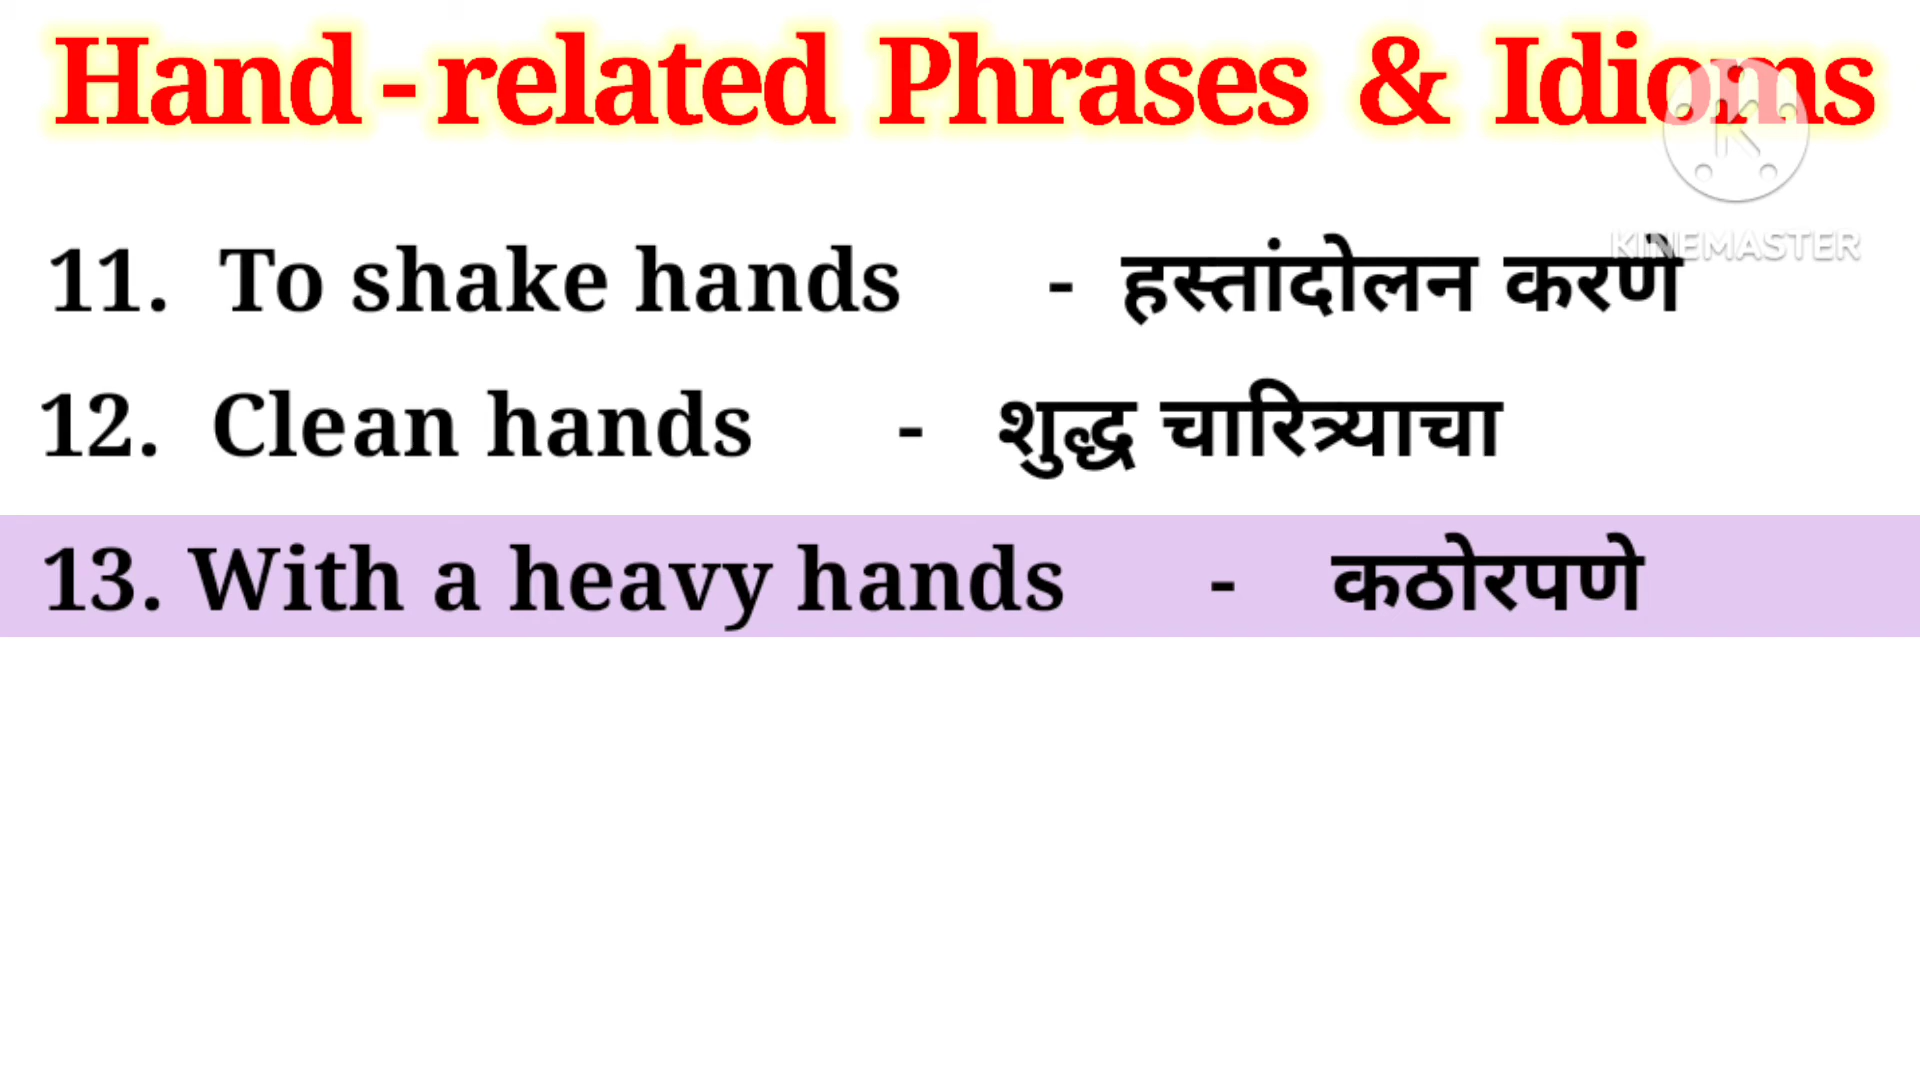 Hand-related Phrases & Idioms
KINEMASTER
11. To shake hands - हस्तांदोलन करणे
12. Clean hands - शुद्ध चारित्र्याचा
13. With a heavy hands - कठोरपणे